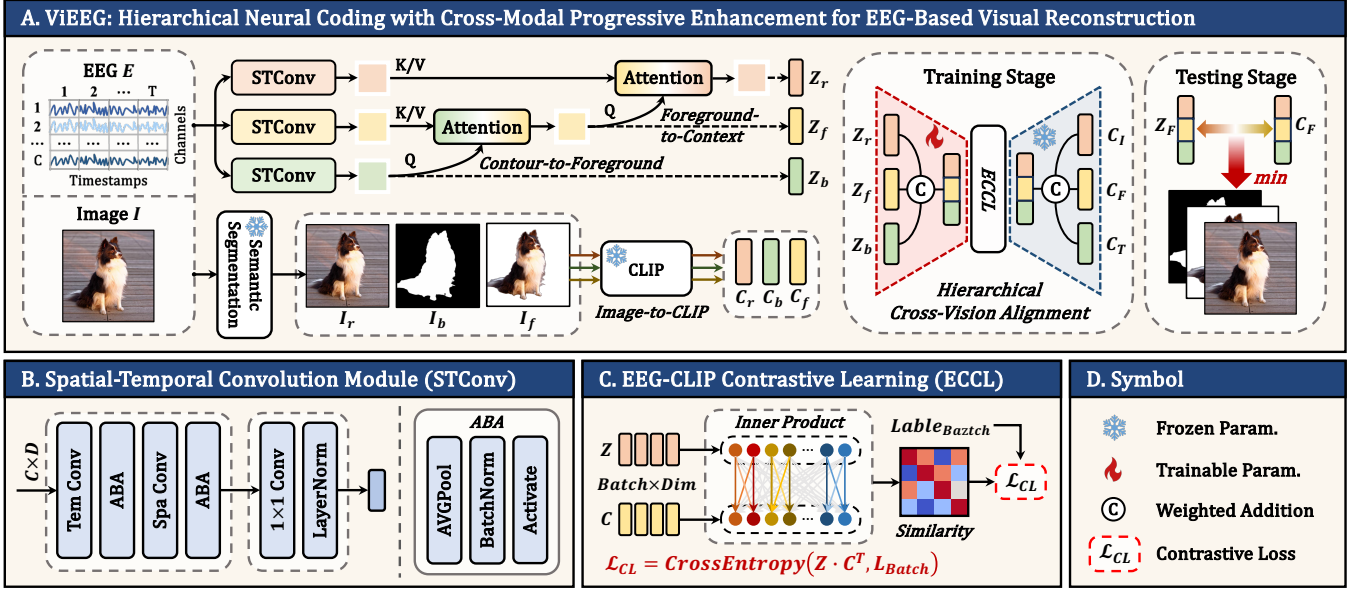 A. ViEEG: Hierarchical Neural Coding with Cross-Modal Progressive Enhancement for EEG-Based Visual Reconstruction
EEG E
1 2 ⋯ T
1
2
⋯
C
Channels
Timestamps
Image I
STConv
STConv
STConv
K/V
K/V
Q
Q
Attention
Attention
Foreground-
to-Context
Contour-to-Foreground
Z_r
Z_f
Z_b
Semantic
Segmentation
I_r
I_b
I_f
CLIP
Image-to-CLIP
C_r C_b C_f
Training Stage
Z_r
Z_f
Z_b
C
ECCL
C
C_I
C_F
C_T
Hierarchical
Cross-Vision Alignment
Testing Stage
Z_F
C_F
min
B. Spatial-Temporal Convolution Module (STConv)
C×D
Tem Conv
ABA
Spa Conv
ABA
1×1 Conv
LayerNorm
ABA
AVGPool
BatchNorm
Activate
C. EEG-CLIP Contrastive Learning (ECCL)
Z
Batch×Dim
C
Inner Product
⋯
⋯
Similarity
Lable_Baztch
ℒ_CL
ℒ_CL = CrossEntropy(Z · C^T, L_Batch)
D. Symbol
Frozen Param.
Trainable Param.
C Weighted Addition
ℒ_CL Contrastive Loss